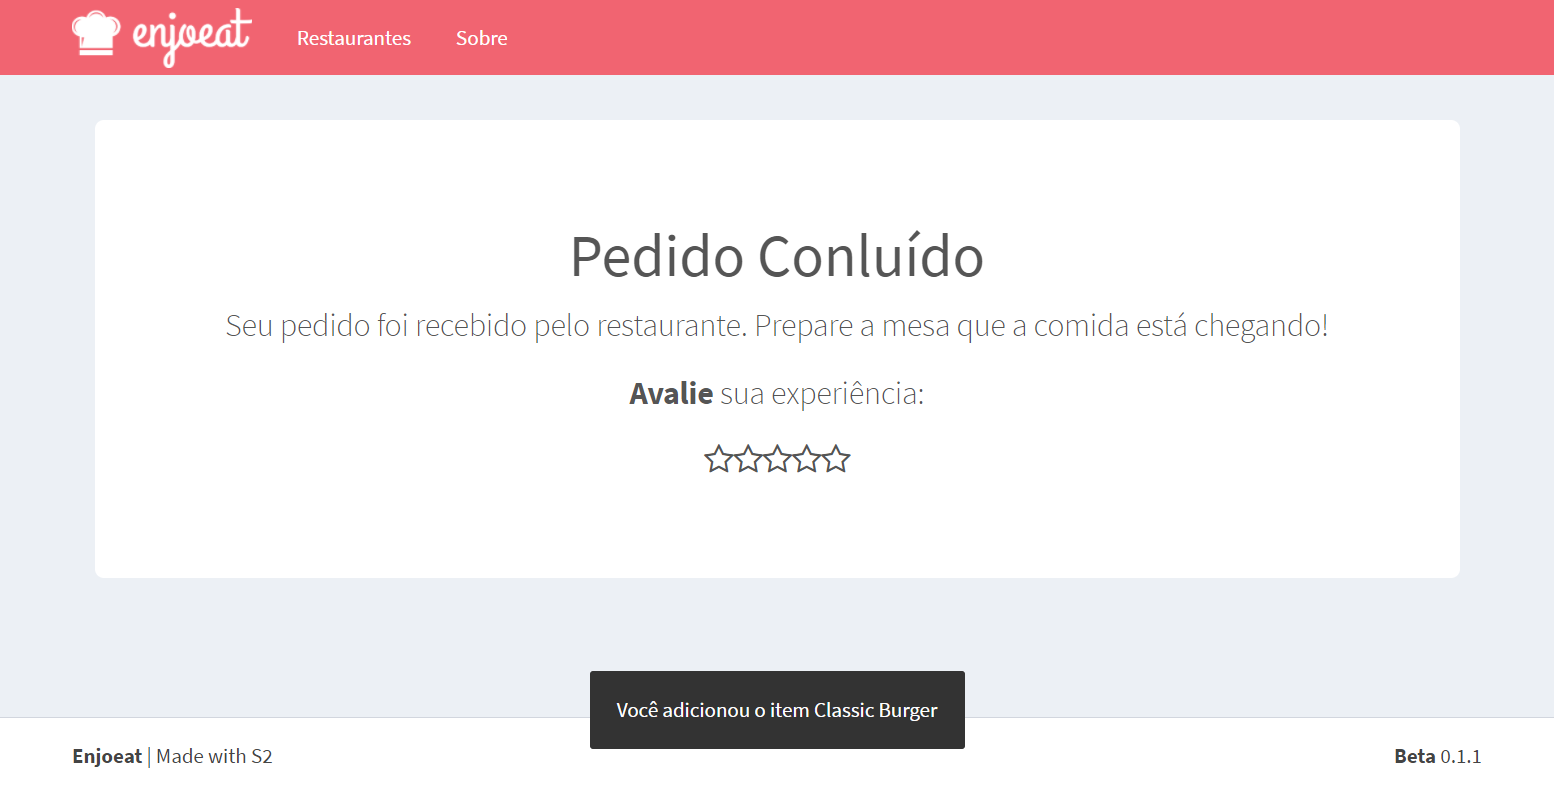 enjoeat Restaurantes Sobre
Pedido Conluído
Seu pedido foi recebido pelo restaurante. Prepare a mesa que a comida está chegando!
Avalie sua experiência:
Você adicionou o item Classic Burger
Enjoeat | Made with S2 Beta 0.1.1